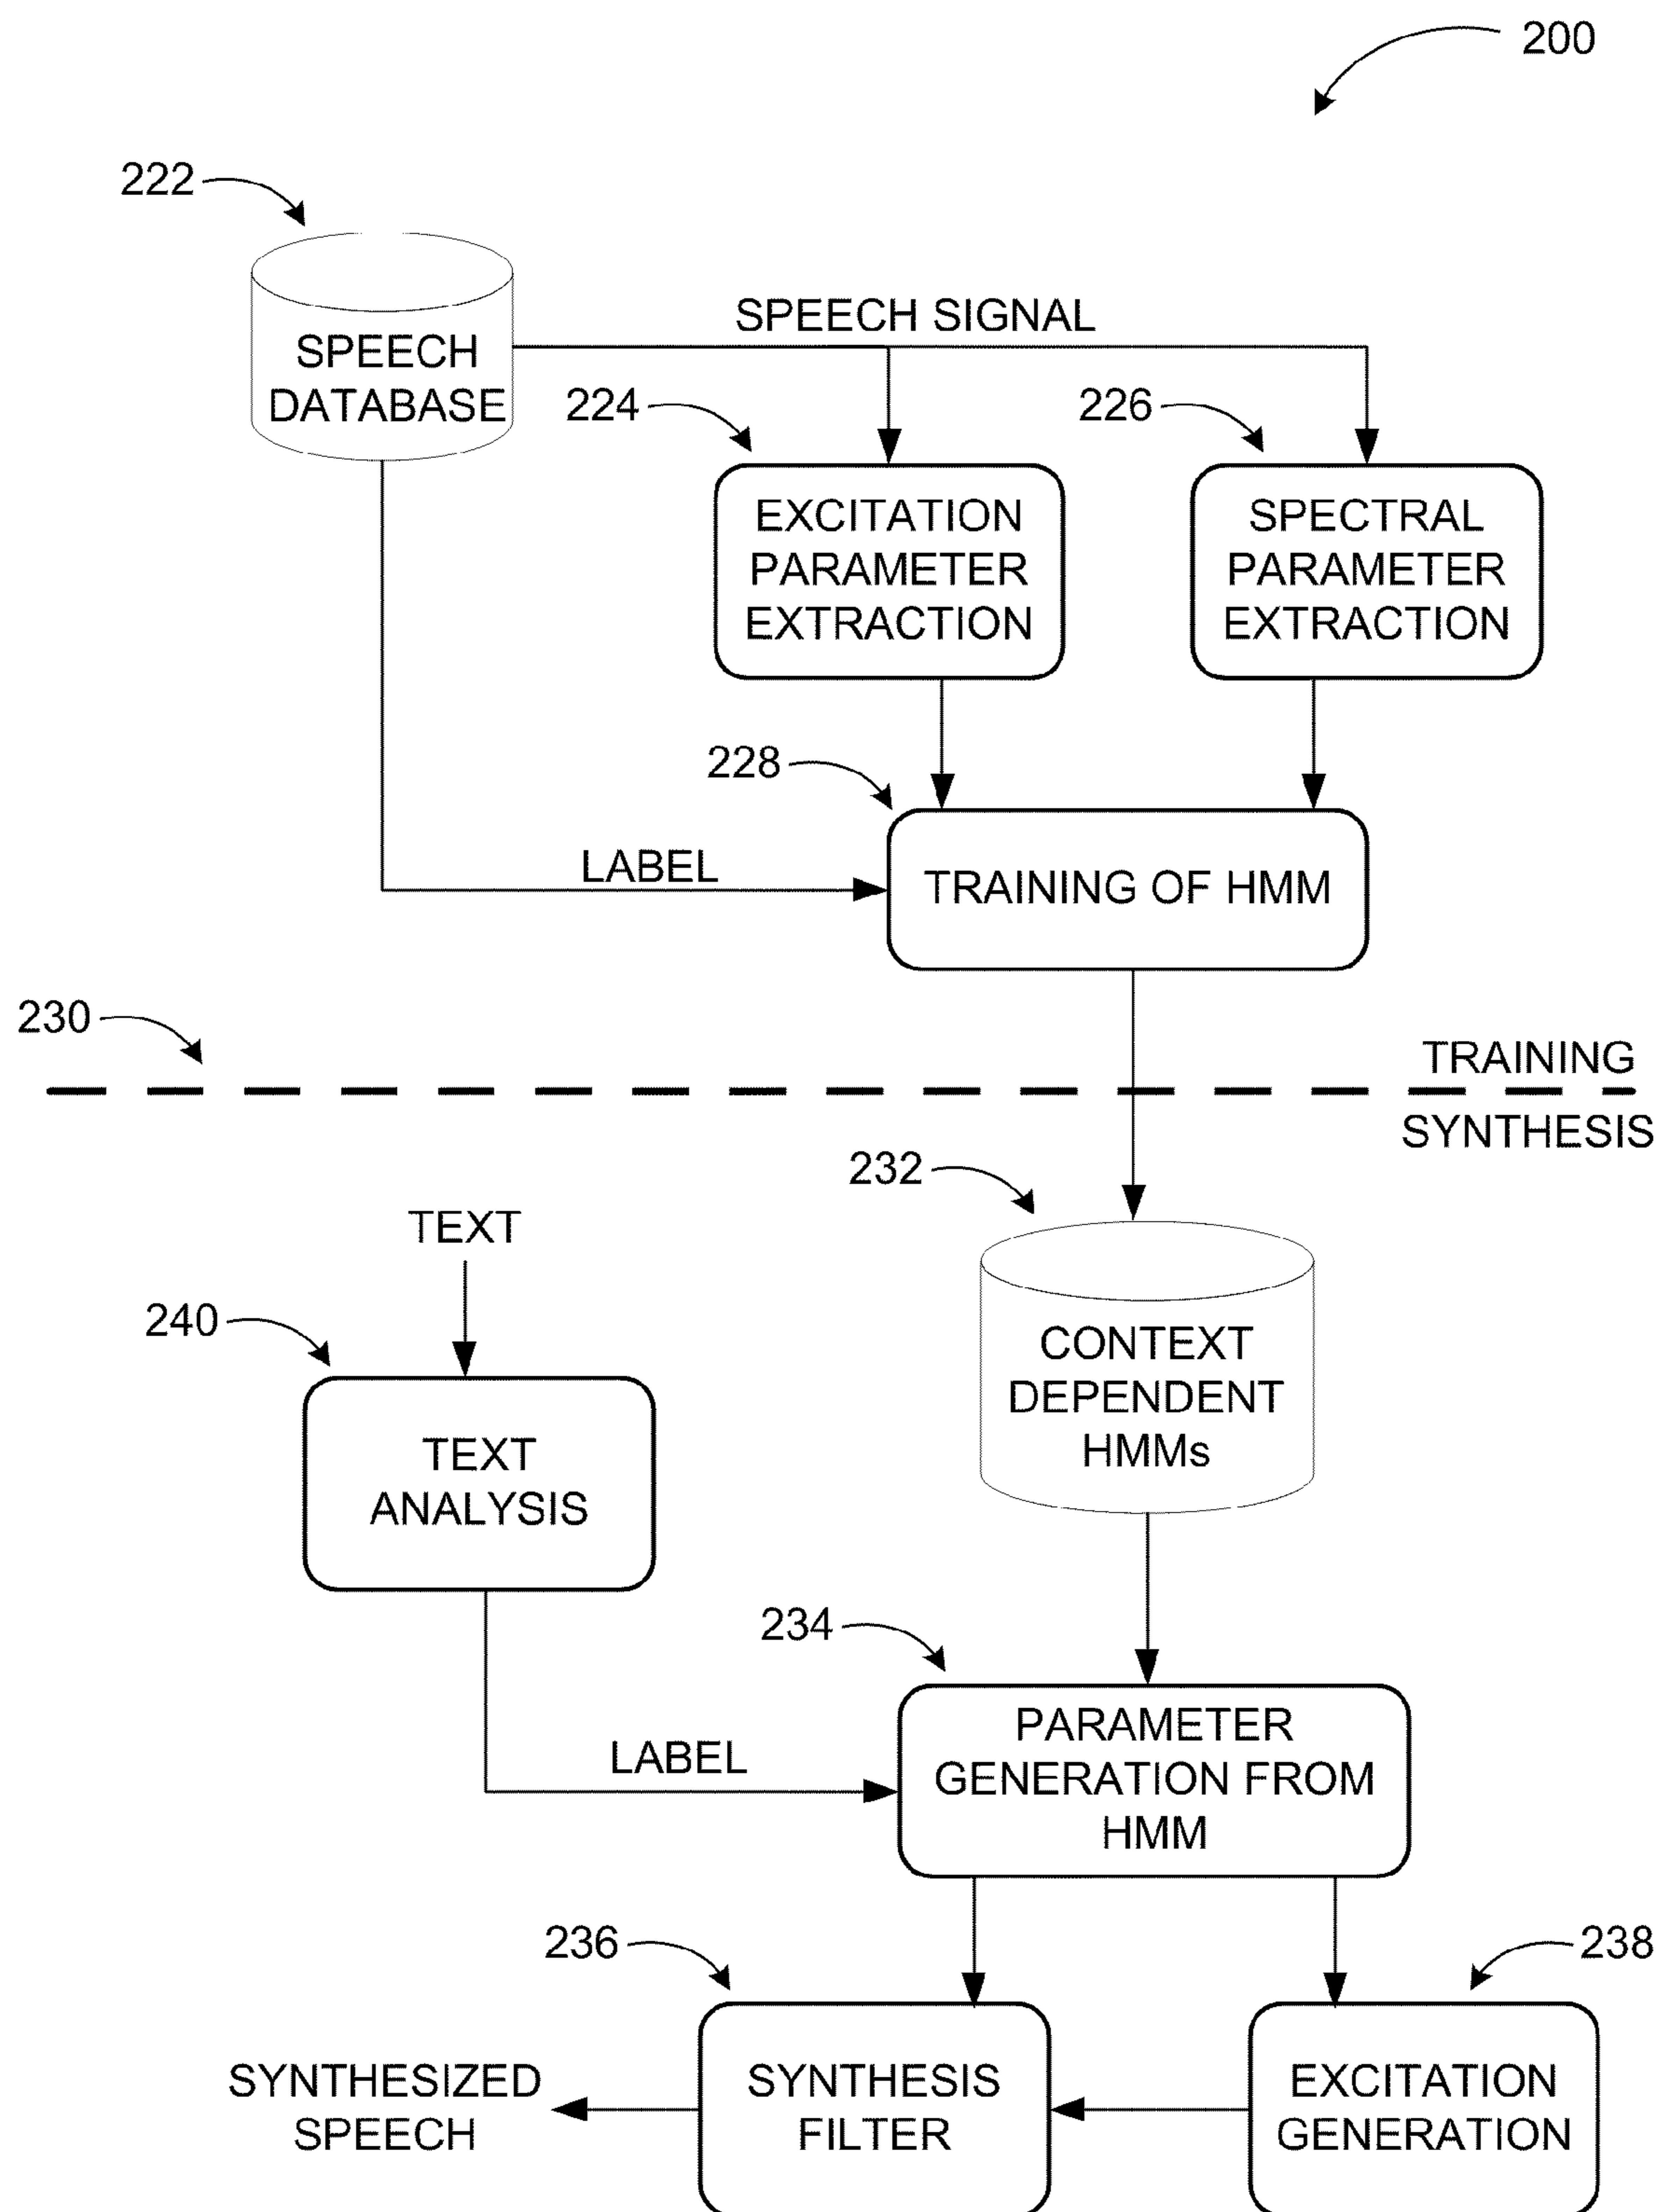 200
222
SPEECH
DATABASE
SPEECH SIGNAL
224
226
EXCITATION
PARAMETER
EXTRACTION
SPECTRAL
PARAMETER
EXTRACTION
228
LABEL
TRAINING OF HMM
230
TRAINING
SYNTHESIS
232
TEXT
240
CONTEXT
DEPENDENT
HMMs
TEXT
ANALYSIS
234
LABEL
PARAMETER
GENERATION FROM
HMM
236
238
SYNTHESIZED
SPEECH
SYNTHESIS
FILTER
EXCITATION
GENERATION